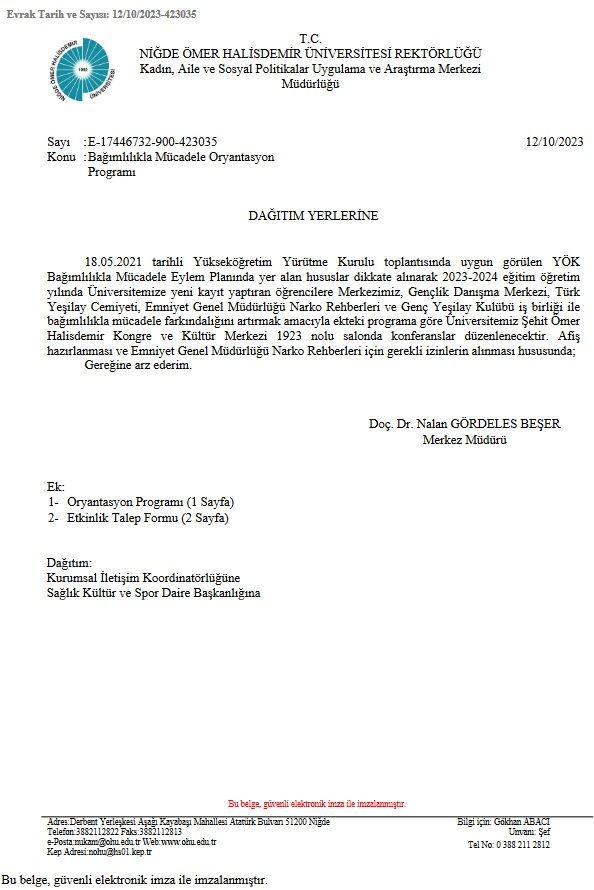 Evrak Tarih ve Sayısı: 12/10/2023-423035
T.C.
NİĞDE ÖMER HALİSDEMİR ÜNİVERSİTESİ REKTÖRLÜĞÜ
Kadın, Aile ve Sosyal Politikalar Uygulama ve Araştırma Merkezi
Müdürlüğü
NİĞDE ÖMER HALİSDEMİR ÜNİVERSİTESİ
1992
Sayı :E-17446732-900-423035 12/10/2023
Konu :Bağımlılıkla Mücadele Oryantasyon
Programı
DAĞITIM YERLERİNE
18.05.2021 tarihli Yükseköğretim Yürütme Kurulu toplantısında uygun görülen YÖK
Bağımlılıkla Mücadele Eylem Planında yer alan hususlar dikkate alınarak 2023-2024 eğitim öğretim
yılında Üniversitemize yeni kayıt yaptıran öğrencilere Merkezimiz, Gençlik Danışma Merkezi, Türk
Yeşilay Cemiyeti, Emniyet Genel Müdürlüğü Narko Rehberleri ve Genç Yeşilay Kulübü iş birliği ile
bağımlılıkla mücadele farkındalığını artırmak amacıyla ekteki programa göre Üniversitemiz Şehit Ömer
Halisdemir Kongre ve Kültür Merkezi 1923 nolu salonda konferanslar düzenlenecektir. Afiş
hazırlanması ve Emniyet Genel Müdürlüğü Narko Rehberleri için gerekli izinlerin alınması hususunda;
Gereğine arz ederim.
Doç. Dr. Nalan GÖRDELES BEŞER
Merkez Müdürü
Ek:
1- Oryantasyon Programı (1 Sayfa)
2- Etkinlik Talep Formu (2 Sayfa)
Dağıtım:
Kurumsal İletişim Koordinatörlüğüne
Sağlık Kültür ve Spor Daire Başkanlığına
Bu belge, güvenli elektronik imza ile imzalanmıştır.
Adres:Derbent Yerleşkesi Aşağı Kayabaşı Mahallesi Atatürk Bulvarı 51200 Niğde Bilgi için: Gökhan ABACI
Telefon:3882112822 Faks:3882112813 Unvanı: Şef
e-Posta:nukam@ohu.edu.tr Web:www.ohu.edu.tr Tel No: 0 388 211 2812
Kep Adresi:nohu@hs01.kep.tr
Bu belge, güvenli elektronik imza ile imzalanmıştır.